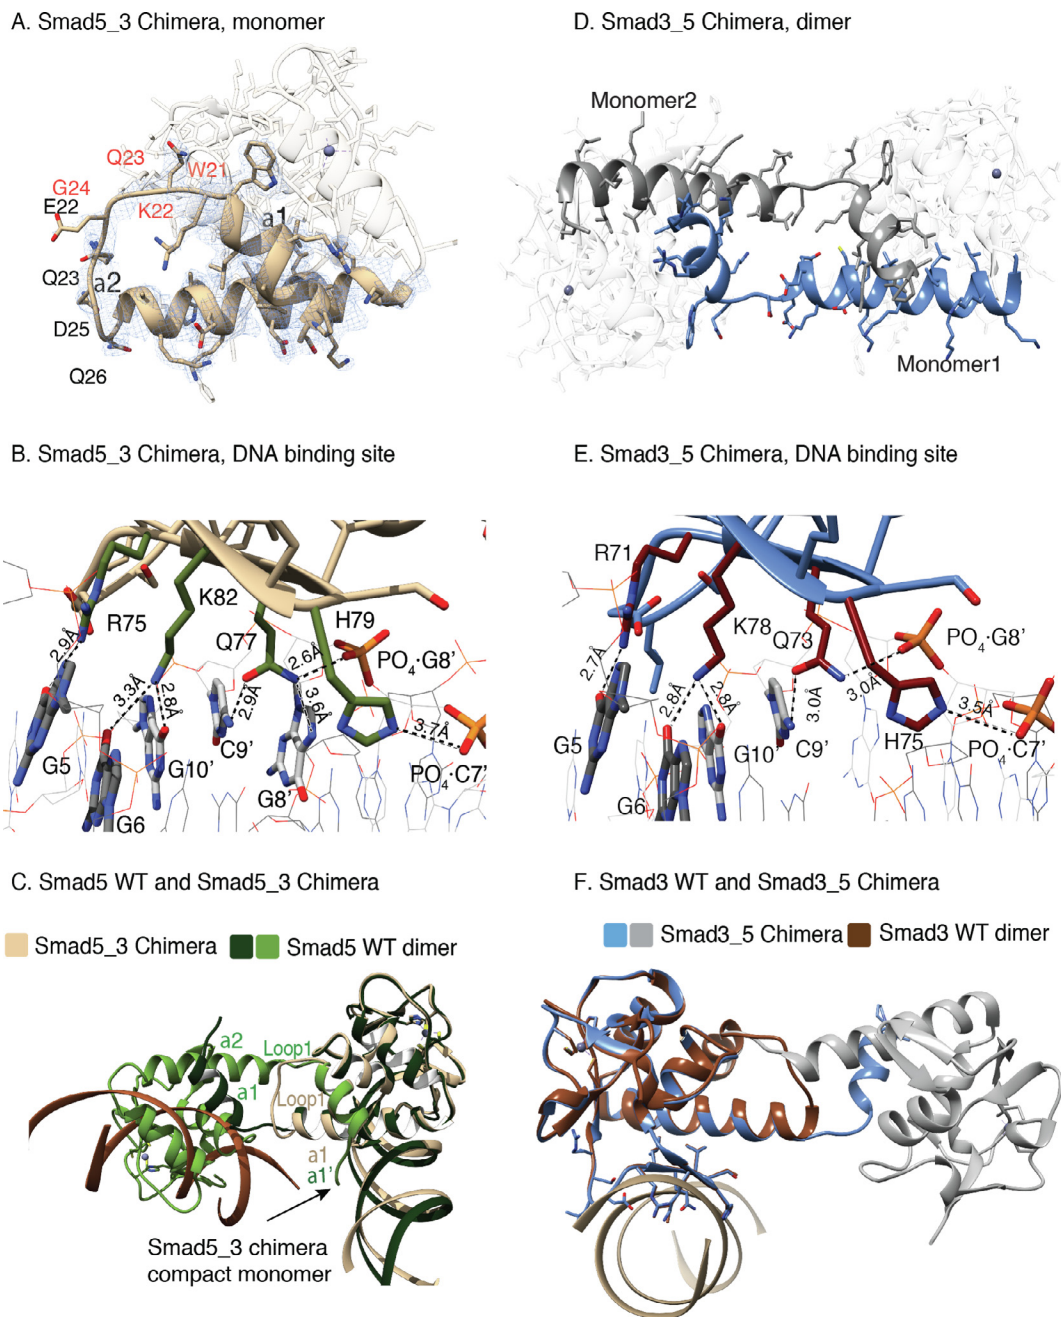 A. Smad5_3 Chimera, monomer
Q23
W21
G24
E22
K22
a1
Q23
a2
D25
Q26
D. Smad3_5 Chimera, dimer
Monomer2
Monomer1
B. Smad5_3 Chimera, DNA binding site
R75
K82
H79
Q77
2.9Å
2.6Å
PO4·G8'
3.3Å
2.8Å
2.9Å
3.6Å
3.7Å
G5
C9'
G10'
PO4·C7'
G8'
G6
E. Smad3_5 Chimera, DNA binding site
R71
K78
Q73
PO4·G8'
2.7Å
2.8Å
2.8Å
3.0Å
3.0Å
3.5Å
H75
G5
G10'
C9'
PO4·C7'
G6
C. Smad5 WT and Smad5_3 Chimera
Smad5_3 Chimera
Smad5 WT dimer
a2
Loop1
a1
Loop1
a1
a1'
Smad5_3 chimera
compact monomer
F. Smad3 WT and Smad3_5 Chimera
Smad3_5 Chimera
Smad3 WT dimer